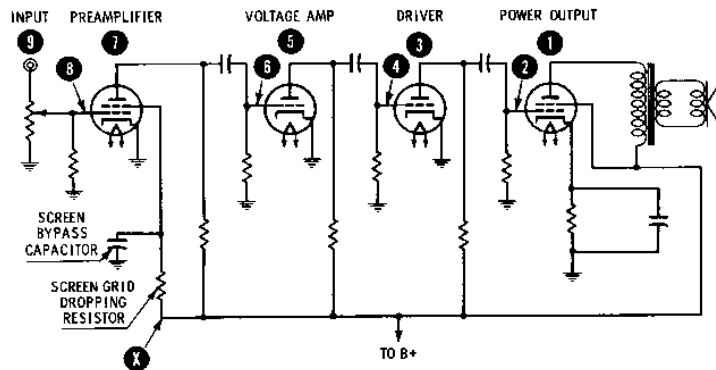 INPUT PREAMPLIFIER VOLTAGE AMP DRIVER POWER OUTPUT
9 7 5 3 1
8 6 4 2
SCREEN
BYPASS
CAPACITOR
SCREEN GRID
DROPPING
RESISTOR
X
TO B+